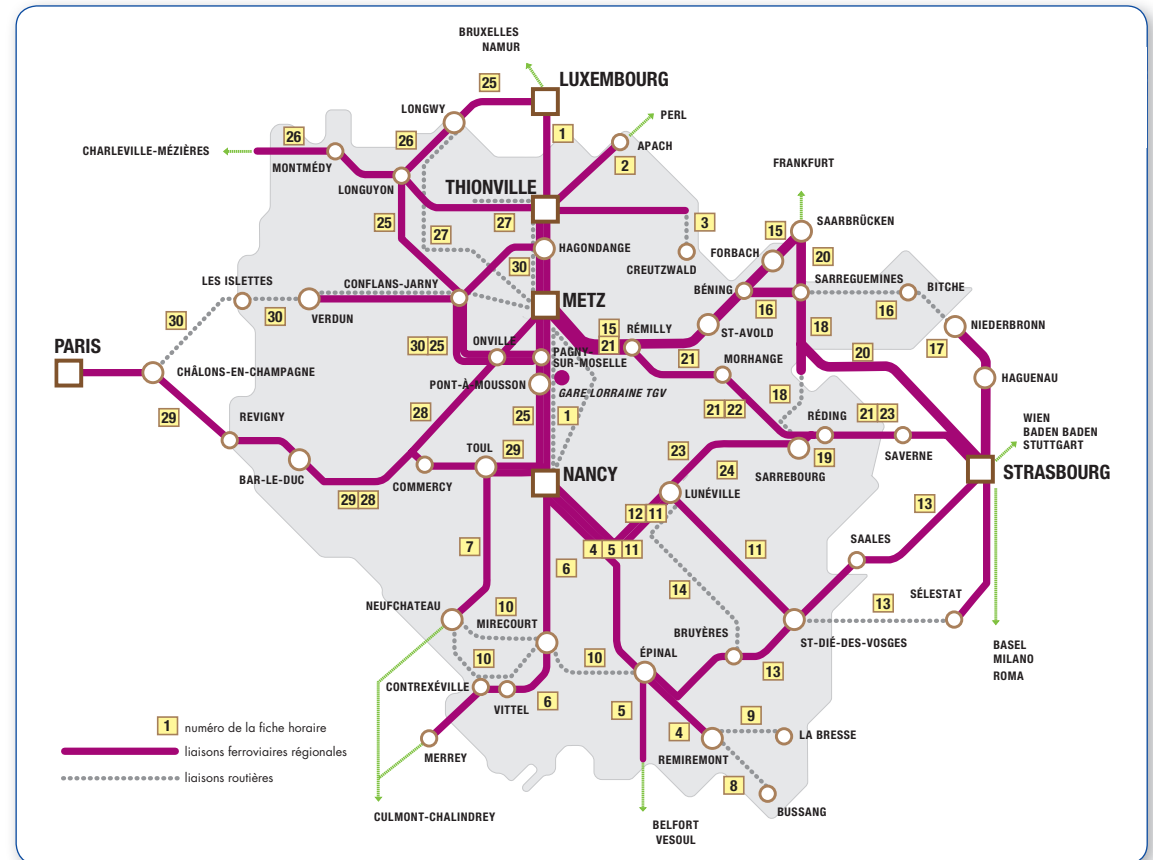 BRUXELLES
NAMUR
LUXEMBOURG
25
LONGWY
1
PERL
26
26
APACH
CHARLEVILLE-MÉZIÈRES
MONTMÉDY
2
FRANKFURT
LONGUYON
THIONVILLE
25
27
3
15
SAARBRÜCKEN
27
HAGONDANGE
FORBACH
20
CREUTZWALD
30
LES ISLETTES
CONFLANS-JARNY
SARREGUEMINES
BITCHE
BÉNING
16
16
METZ
VERDUN
30
30
15
RÉMILLY
ST-AVOLD
18
NIEDERBRONN
PARIS
30 25
ONVILLE
21
17
PAGNY-
SUR-MOSELLE
21
MORHANGE
20
CHÂLONS-EN-CHAMPAGNE
HAGUENAU
PONT-À-MOUSSON
GARE LORRAINE TGV
18
28
25
1
21 22
RÉDING
21 23
WIEN
BADEN BADEN
STUTTGART
29
REVIGNY
TOUL
29
23
SAVERNE
BAR-LE-DUC
COMMERCY
24
SARREBOURG
19
STRASBOURG
NANCY
LUNÉVILLE
29 28
12 11
13
7
4 5 11
11
SAALES
6
14
NEUFCHATEAU
10
MIRECOURT
13
SÉLESTAT
BRUYÈRES
ST-DIÉ-DES-VOSGES
10
10
ÉPINAL
BASEL
MILANO
ROMA
13
CONTREXÉVILLE
VITTEL
6
5
9
4
LA BRESSE
1 numéro de la fiche horaire
REMIREMONT
liaisons ferroviaires régionales
MERREY
liaisons routières
8
BUSSANG
CULMONT-CHALINDREY
BELFORT
VESOUL